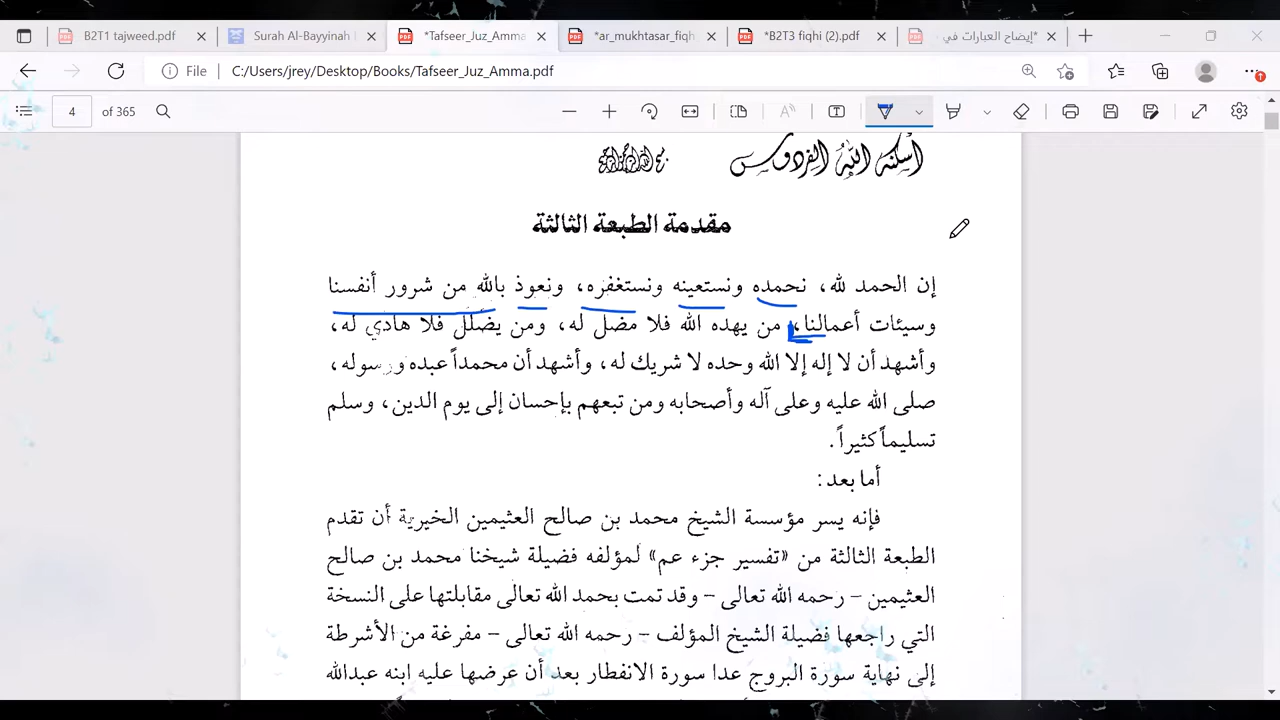 B2T1 tajweed.pdf
Surah Al-Bayyinah
*Tafseer_Juz_Amma
*ar_mukhtasar_fiqh
*B2T3 fiqhi (2).pdf
*إيضاح العبارات في
File C:/Users/jrey/Desktop/Books/Tafseer_Juz_Amma.pdf
4 of 365
أسكنه الله الفردوس
مقدمة الطبعة الثالثة
إن الحمد لله، نحمده ونستعينه ونستغفره، ونعوذ بالله من شرور أنفسنا
وسيئات أعمالنا، من يهده الله فلا مضل له، ومن يضلل فلا هادي له،
وأشهد أن لا إله إلا الله وحده لا شريك له، وأشهد أن محمداً عبده ورسوله،
صلى الله عليه وعلى آله وأصحابه ومن تبعهم بإحسان إلى يوم الدين، وسلم
تسليماً كثيراً.
أما بعد:
فإنه يسر مؤسسة الشيخ محمد بن صالح العثيمين الخيرية أن تقدم
الطبعة الثالثة من «تفسير جزء عم» لمؤلفه فضيلة شيخنا محمد بن صالح
العثيمين – رحمه الله تعالى – وقد تمت بحمد الله تعالى مقابلتها على النسخة
التي راجعها فضيلة الشيخ المؤلف – رحمه الله تعالى – مفرغة من الأشرطة
إلى نهاية سورة البروج عدا سورة الانفطار بعد أن عرضها عليه ابنه عبدالله